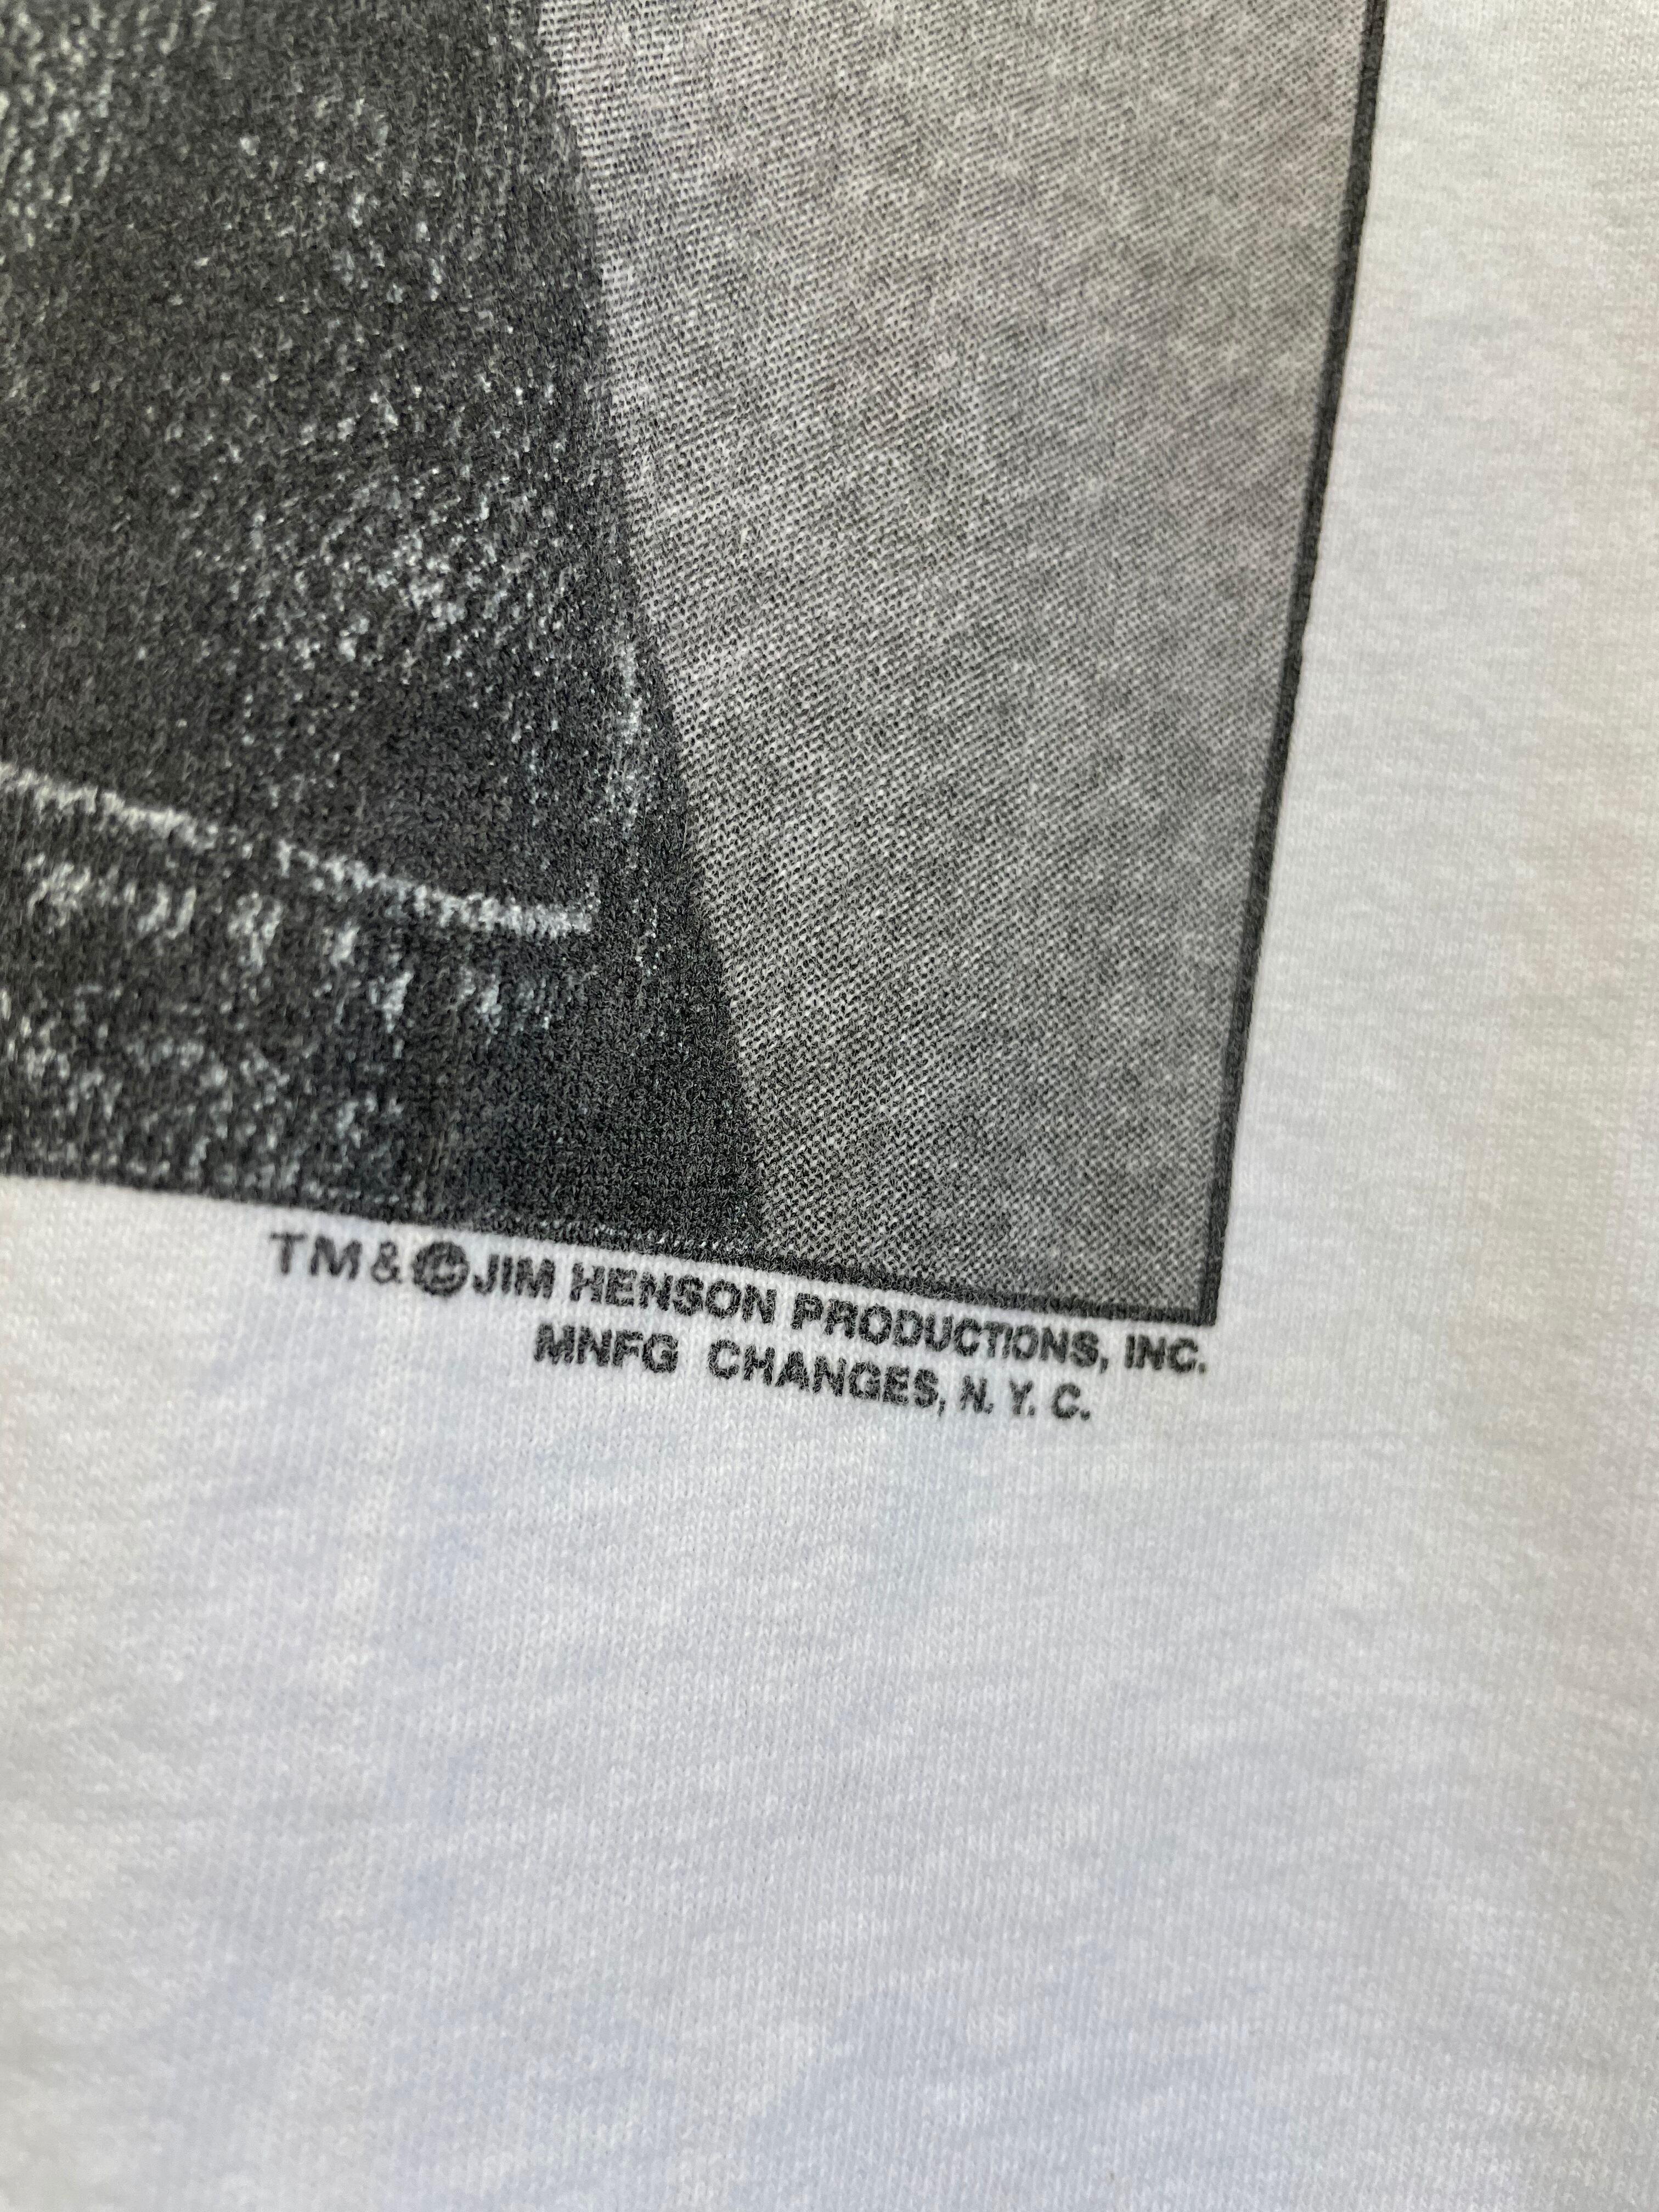 TM & © JIM HENSON PRODUCTIONS, INC.
MNFG CHANGES, N. Y. C.